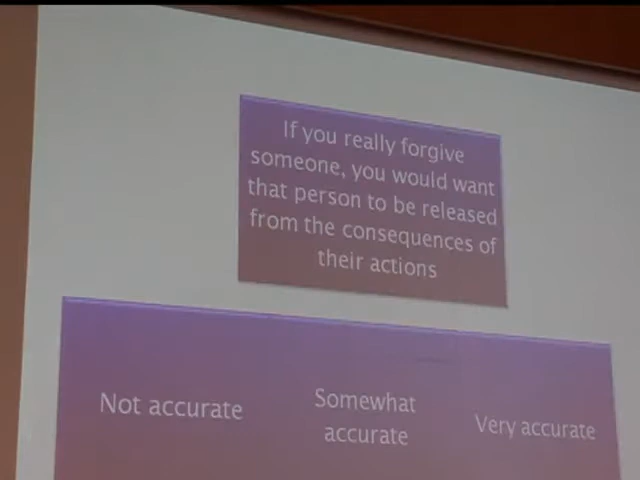 If you really forgive
someone, you would want
that person to be released
from the consequences of
their actions
Not accurate
Somewhat
accurate
Very accurate